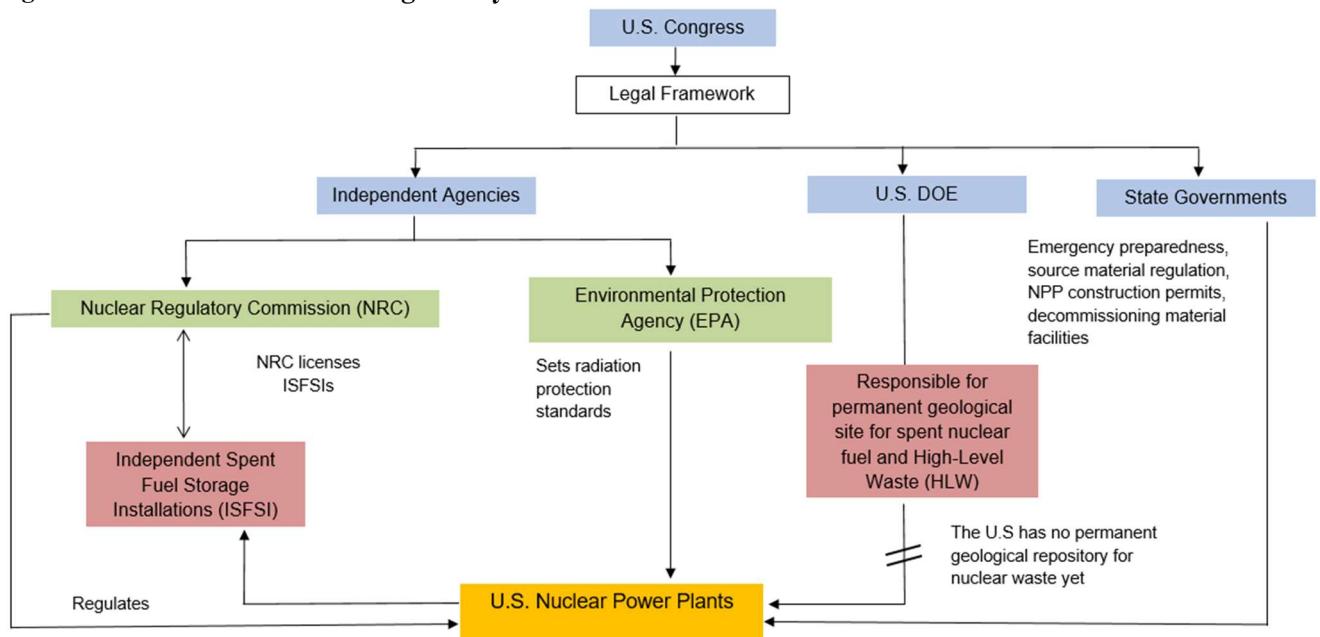 U.S. Congress
Legal Framework
Independent Agencies
U.S. DOE
State Governments
Emergency preparedness,
source material regulation,
NPP construction permits,
decommissioning material
facilities
Nuclear Regulatory Commission (NRC)
Environmental Protection
Agency (EPA)
NRC licenses
ISFSIs
Sets radiation
protection
standards
Responsible for
permanent geological
site for spent nuclear
fuel and High-Level
Waste (HLW)
Independent Spent
Fuel Storage
Installations (ISFSI)
The U.S has no permanent
geological repository for
nuclear waste yet
Regulates
U.S. Nuclear Power Plants